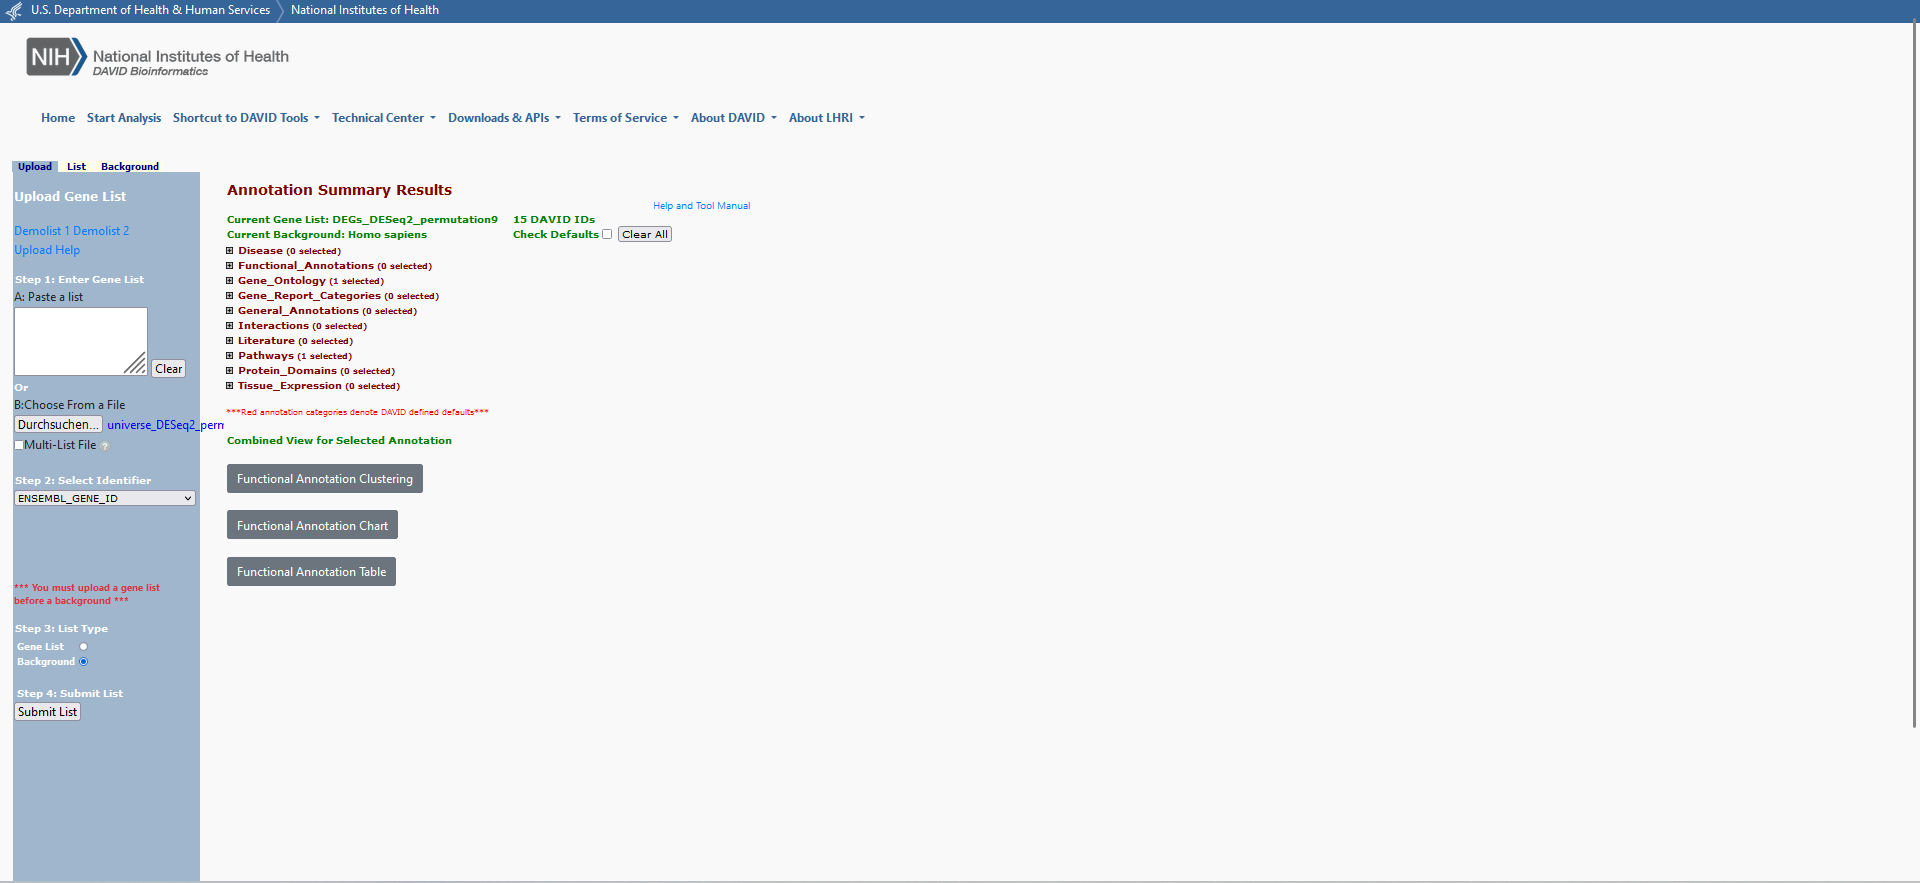 U.S. Department of Health & Human Services National Institutes of Health
NIH National Institutes of Health
DAVID Bioinformatics
Home Start Analysis Shortcut to DAVID Tools Technical Center Downloads & APIs Terms of Service About DAVID About LHRI
Upload List Background
Upload Gene List
Demolist 1 Demolist 2
Upload Help
Step 1: Enter Gene List
A: Paste a list
Clear
Or
B:Choose From a File
Durchsuchen... universe_DESeq2_perm
Multi-List File ?
Step 2: Select Identifier
ENSEMBL_GENE_ID
*** You must upload a gene list
before a background ***
Step 3: List Type
Gene List
Background
Step 4: Submit List
Submit List
Annotation Summary Results
Help and Tool Manual
Current Gene List: DEGs_DESeq2_permutation9 15 DAVID IDs
Current Background: Homo sapiens Check Defaults Clear All
Disease (0 selected)
Functional_Annotations (0 selected)
Gene_Ontology (1 selected)
Gene_Report_Categories (0 selected)
General_Annotations (0 selected)
Interactions (0 selected)
Literature (0 selected)
Pathways (1 selected)
Protein_Domains (0 selected)
Tissue_Expression (0 selected)
***Red annotation categories denote DAVID defined defaults***
Combined View for Selected Annotation
Functional Annotation Clustering
Functional Annotation Chart
Functional Annotation Table